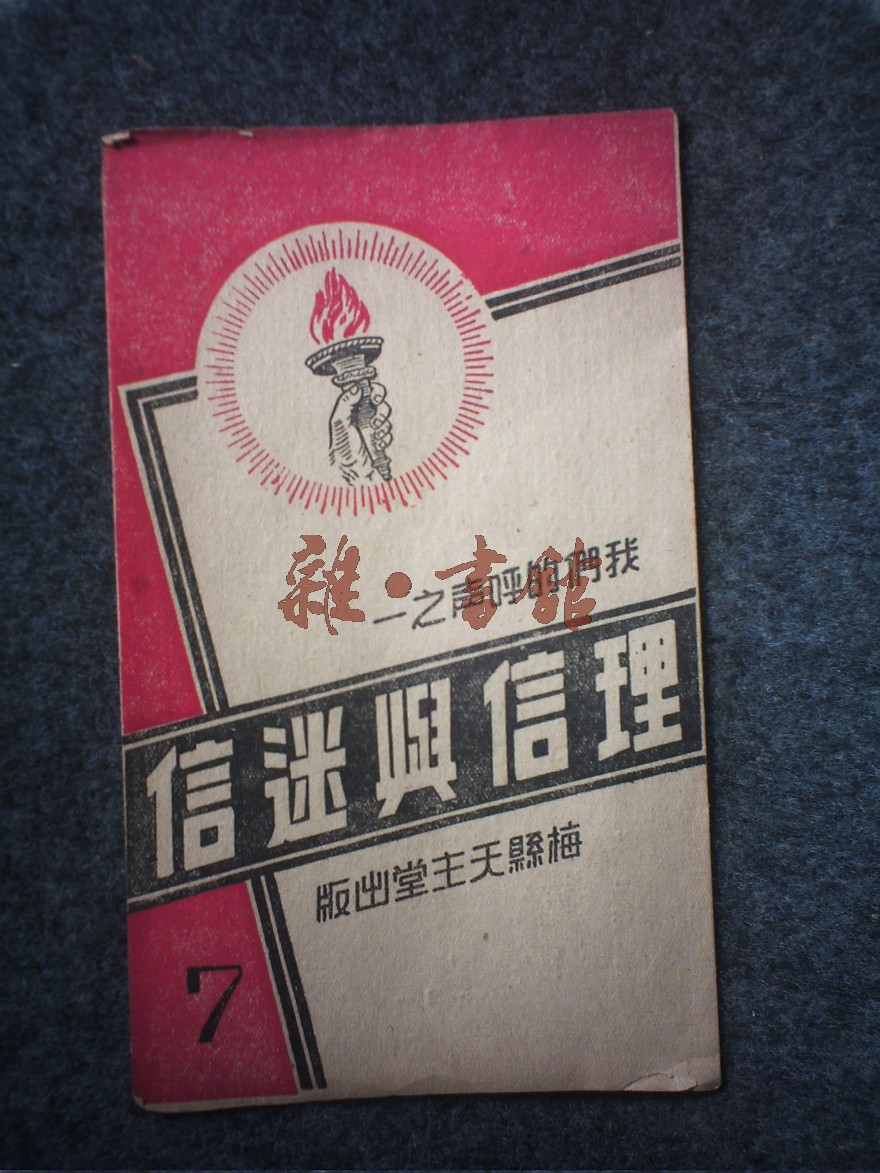 我們的呼声之一
雜·書館
理信與迷信
梅縣天主堂出版
7